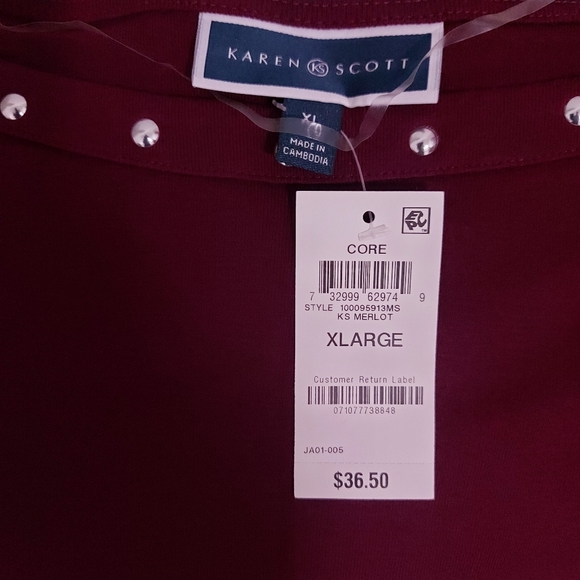 KAREN KS SCOTT
XL
MADE IN
CAMBODIA
EPC
CORE
7 32999 62974 9
STYLE 100095913MS
KS MERLOT
XLARGE
Customer Return Label
071077738848
JA01-005
$36.50